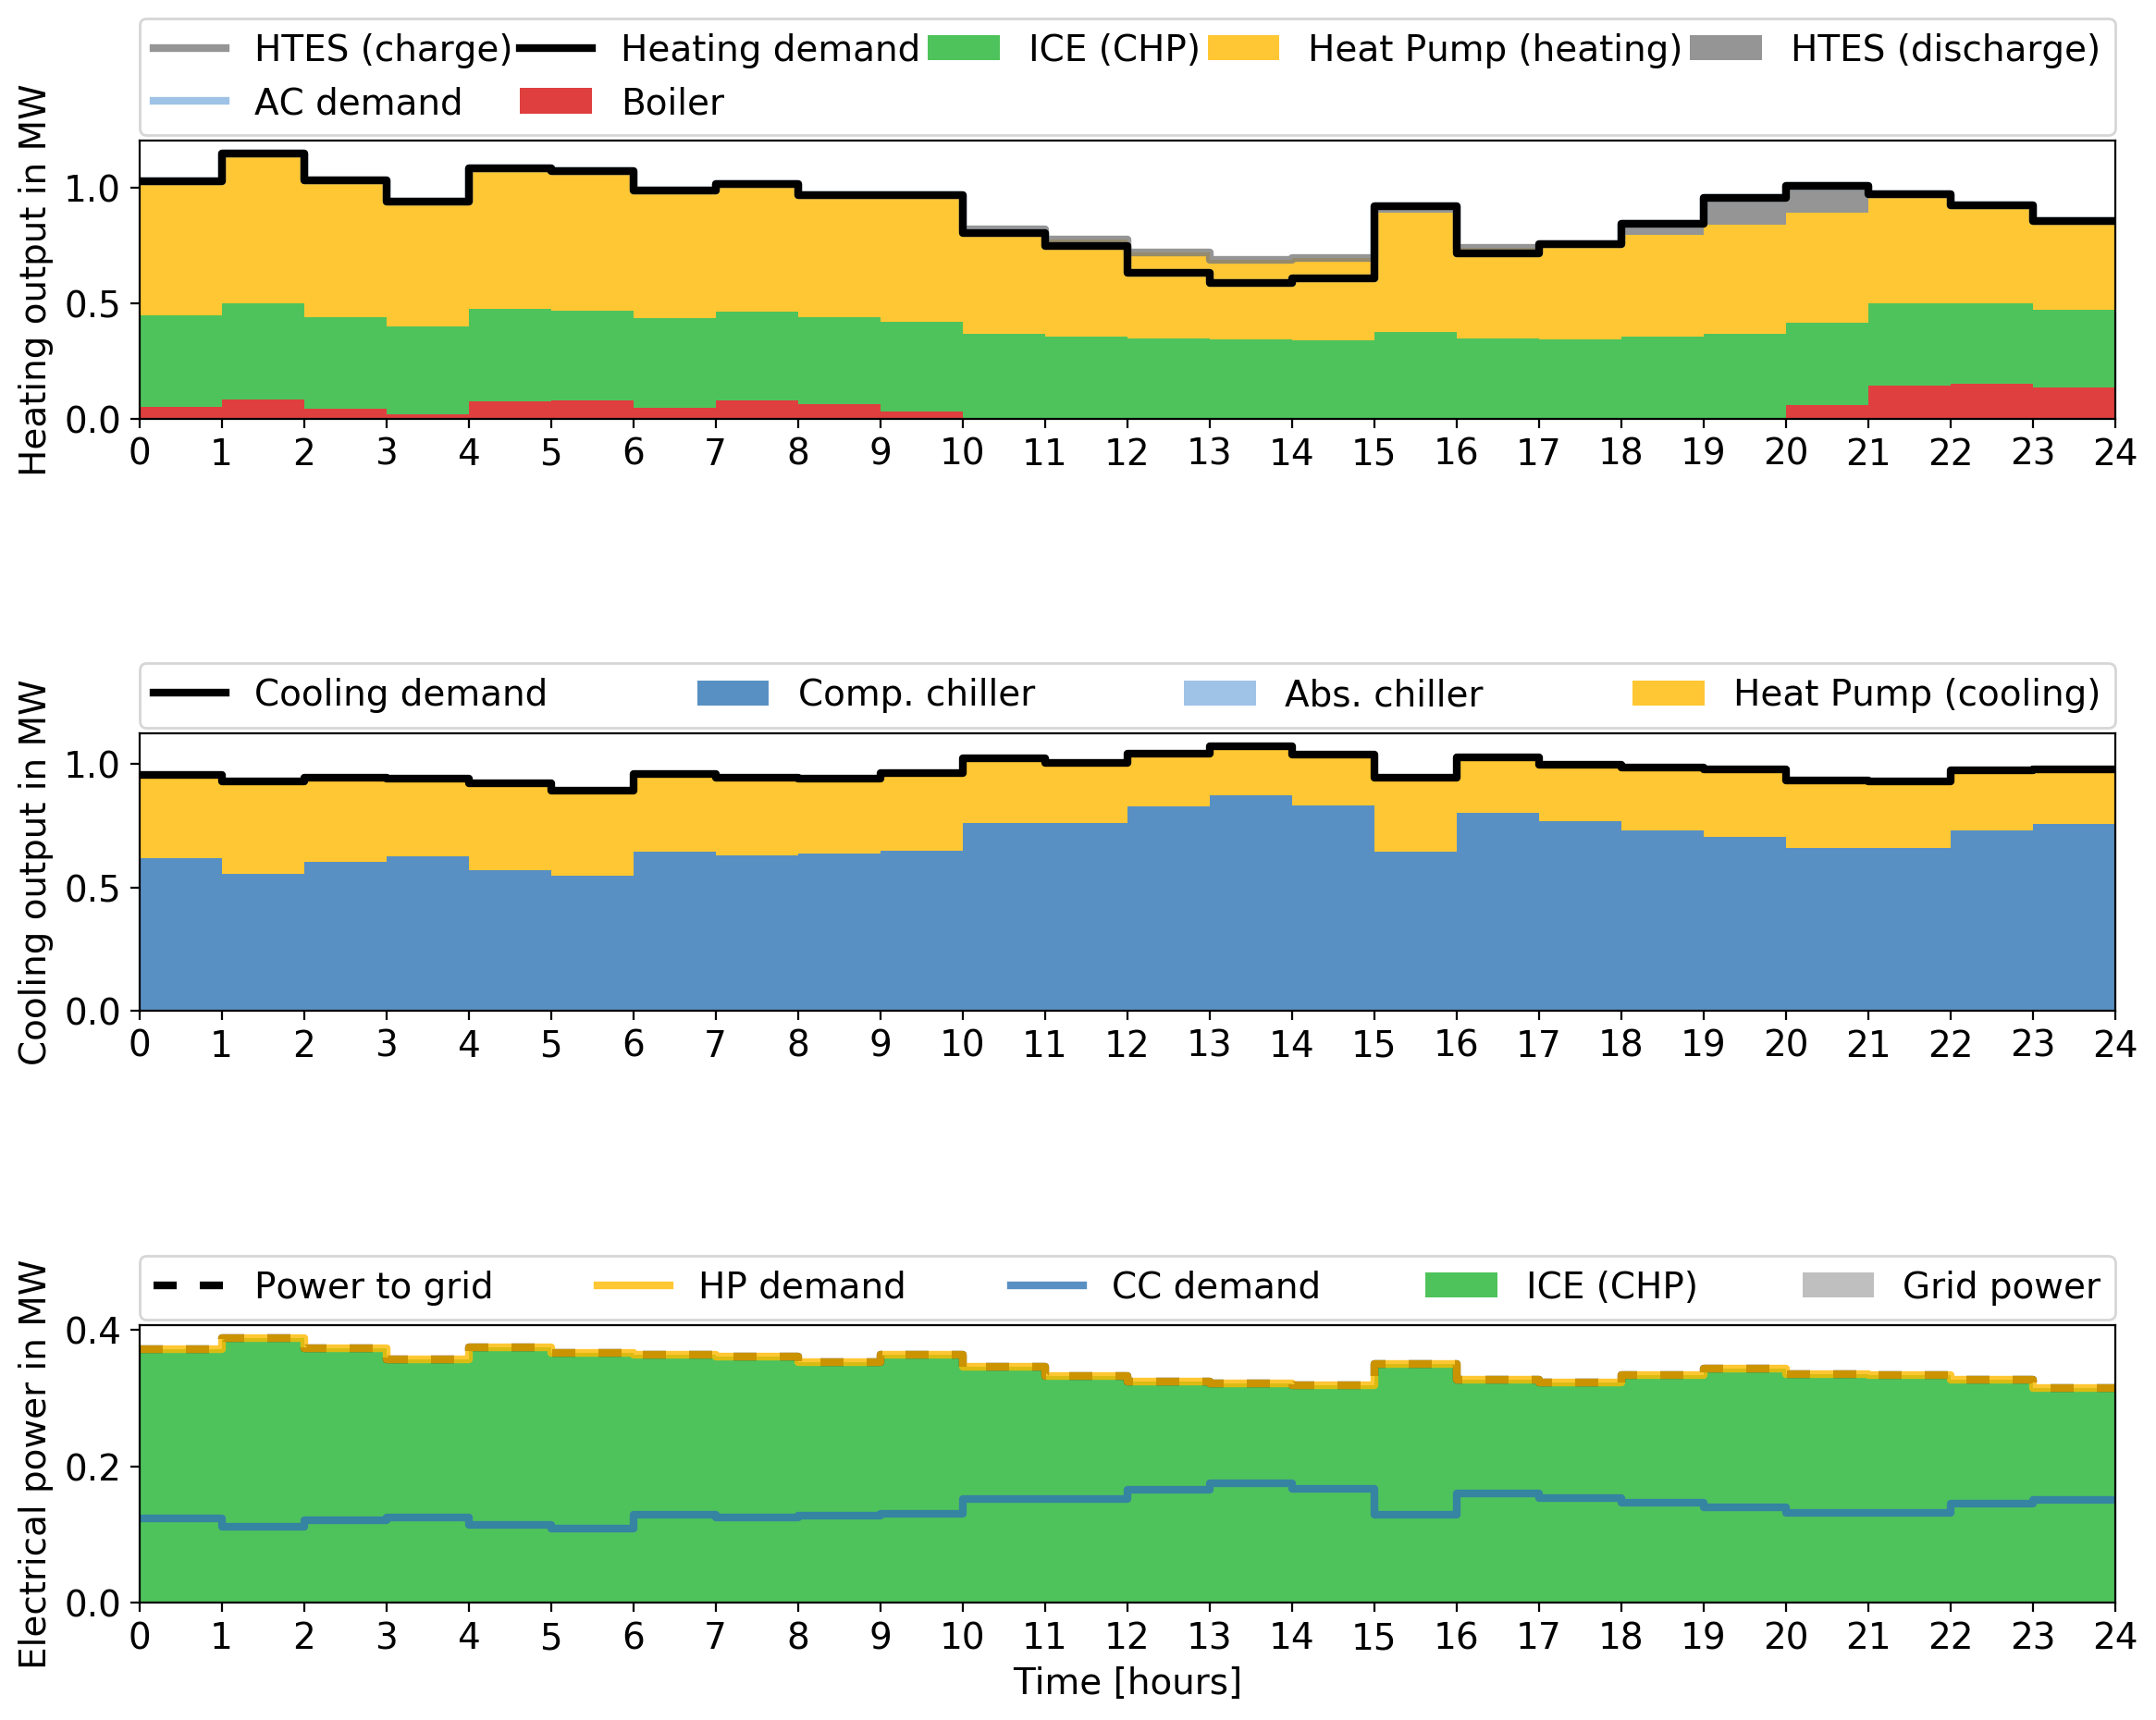 HTES (charge) Heating demand ICE (CHP) Heat Pump (heating) HTES (discharge)
AC demand Boiler
Heating output in MW
1.0
0.5
0.0
0 1 2 3 4 5 6 7 8 9 10 11 12 13 14 15 16 17 18 19 20 21 22 23 24
Cooling demand Comp. chiller Abs. chiller Heat Pump (cooling)
Cooling output in MW
1.0
0.5
0.0
0 1 2 3 4 5 6 7 8 9 10 11 12 13 14 15 16 17 18 19 20 21 22 23 24
Power to grid HP demand CC demand ICE (CHP) Grid power
Electrical power in MW
0.4
0.2
0.0
0 1 2 3 4 5 6 7 8 9 10 11 12 13 14 15 16 17 18 19 20 21 22 23 24
Time [hours]